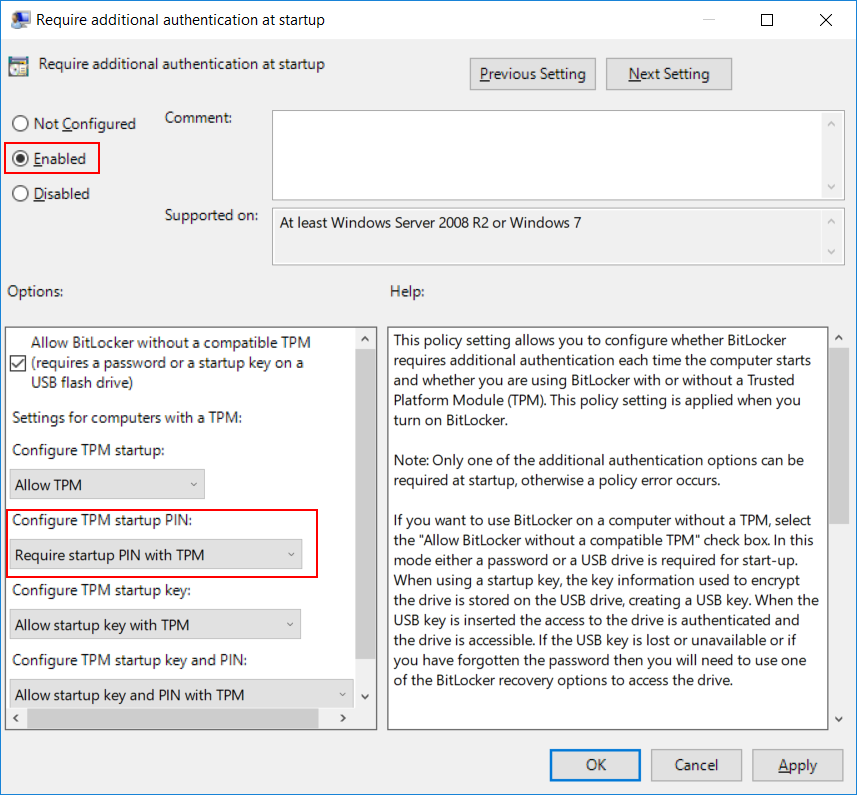 Require additional authentication at startup
Require additional authentication at startup
Previous Setting
Next Setting
Not Configured
Comment:
Enabled
Disabled
Supported on:
At least Windows Server 2008 R2 or Windows 7
Options:
Help:
Allow BitLocker without a compatible TPM
(requires a password or a startup key on a
USB flash drive)
Settings for computers with a TPM:
Configure TPM startup:
Allow TPM
Configure TPM startup PIN:
Require startup PIN with TPM
Configure TPM startup key:
Allow startup key with TPM
Configure TPM startup key and PIN:
Allow startup key and PIN with TPM
This policy setting allows you to configure whether BitLocker
requires additional authentication each time the computer starts
and whether you are using BitLocker with or without a Trusted
Platform Module (TPM). This policy setting is applied when you
turn on BitLocker.
Note: Only one of the additional authentication options can be
required at startup, otherwise a policy error occurs.
If you want to use BitLocker on a computer without a TPM, select
the "Allow BitLocker without a compatible TPM" check box. In this
mode either a password or a USB drive is required for start-up.
When using a startup key, the key information used to encrypt
the drive is stored on the USB drive, creating a USB key. When the
USB key is inserted the access to the drive is authenticated and
the drive is accessible. If the USB key is lost or unavailable or if
you have forgotten the password then you will need to use one
of the BitLocker recovery options to access the drive.
OK
Cancel
Apply